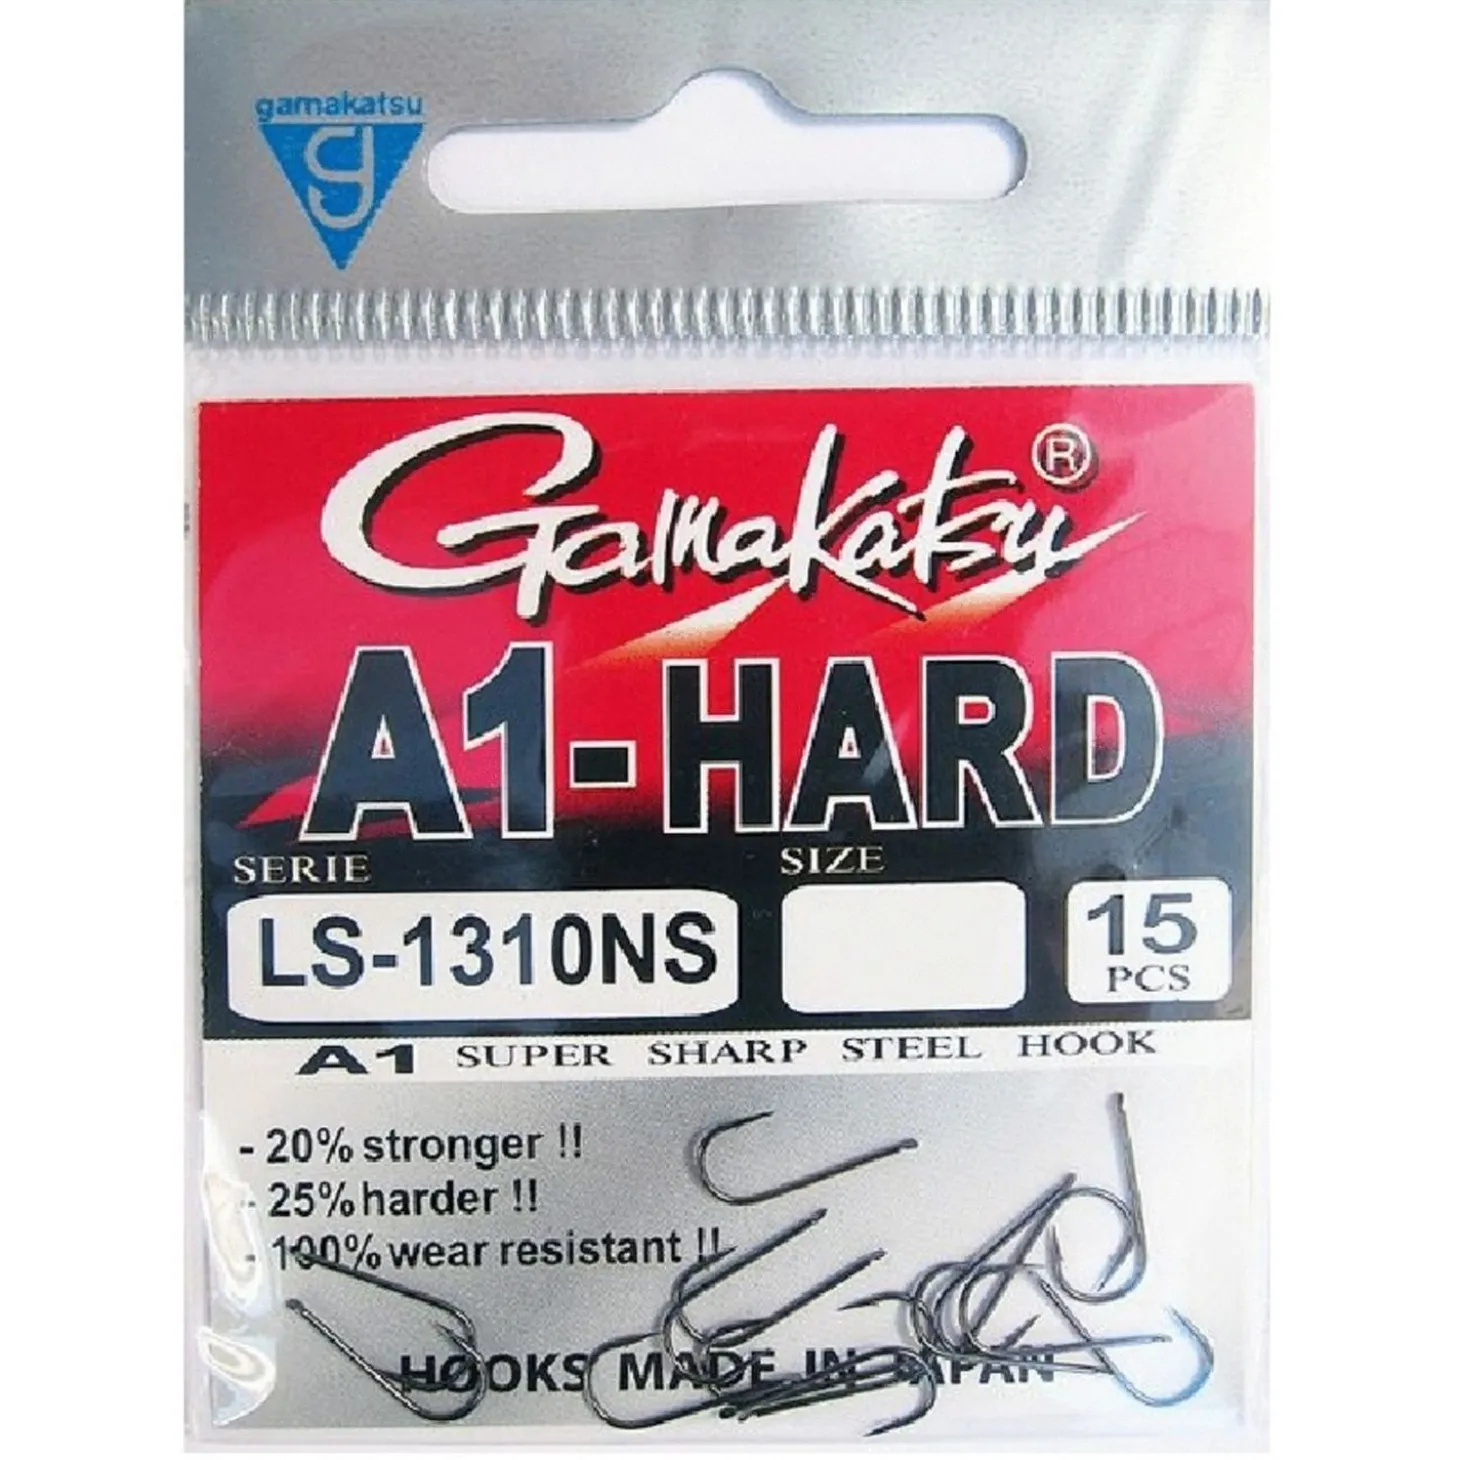 gamakatsu
g
Gamakatsu ®
A1-HARD
SERIE SIZE
LS-1310NS 15
PCS
A1 SUPER SHARP STEEL HOOK
- 20% stronger !!
- 25% harder !!
- 100% wear resistant !!
HOOKS MADE IN JAPAN